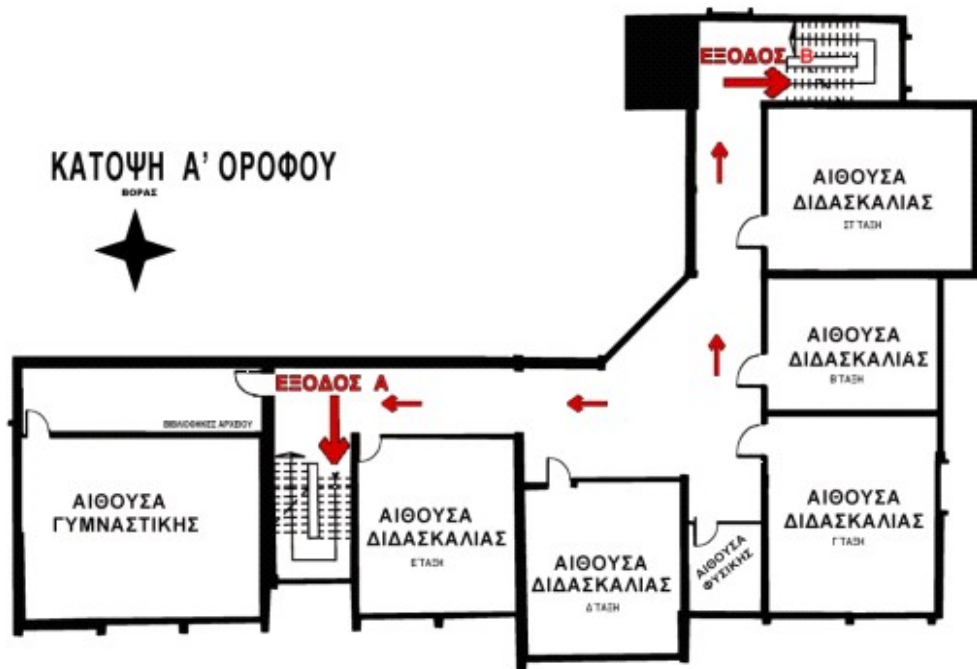 ΕΞΟΔΟΣ Β
ΚΑΤΟΨΗ Α' ΟΡΟΦΟΥ
ΒΟΡΑΣ
ΑΙΘΟΥΣΑ
ΔΙΔΑΣΚΑΛΙΑΣ
ΣΤ' ΤΑΞΗ
ΑΙΘΟΥΣΑ
ΔΙΔΑΣΚΑΛΙΑΣ
Β' ΤΑΞΗ
ΕΞΟΔΟΣ Α
ΒΙΒΛΙΟΘΗΚΕΣ ΑΡΧΕΙΟΥ
ΑΙΘΟΥΣΑ
ΓΥΜΝΑΣΤΙΚΗΣ
ΑΙΘΟΥΣΑ
ΔΙΔΑΣΚΑΛΙΑΣ
Ε' ΤΑΞΗ
ΑΙΘΟΥΣΑ
ΔΙΔΑΣΚΑΛΙΑΣ
Δ' ΤΑΞΗ
ΑΙΘΟΥΣΑ
ΦΥΣΙΚΗΣ
ΑΙΘΟΥΣΑ
ΔΙΔΑΣΚΑΛΙΑΣ
Γ' ΤΑΞΗ